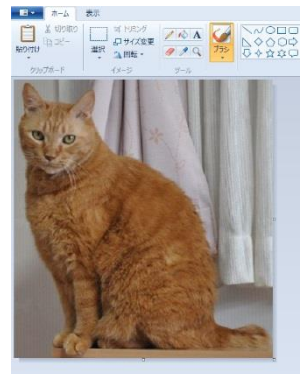 ホーム 表示
貼り付け
切り取り
コピー
クリップボード
選択
トリミング
サイズ変更
回転
イメージ
A
ツール
ブラシ